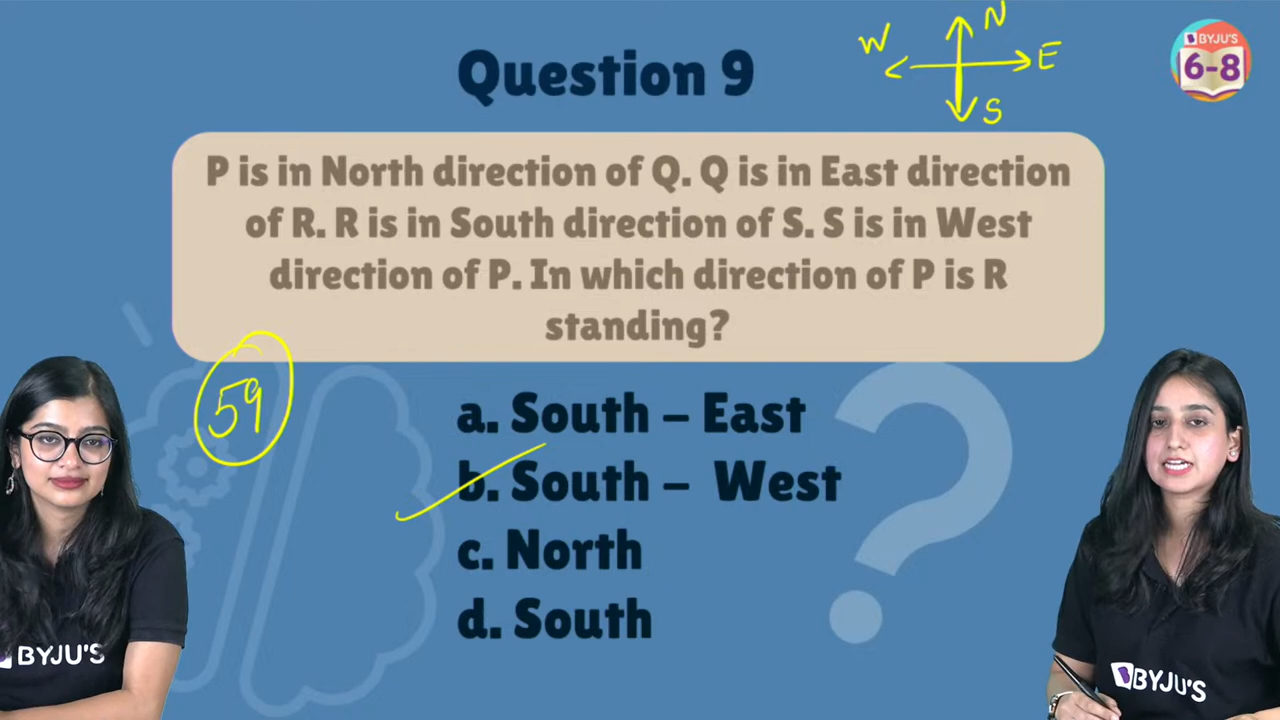 Question 9
W
N
E
S
BYJU'S
6-8
P is in North direction of Q. Q is in East direction
of R. R is in South direction of S. S is in West
direction of P. In which direction of P is R
standing?
59
a. South – East
b. South – West
c. North
d. South
?
BYJU'S
BYJU'S